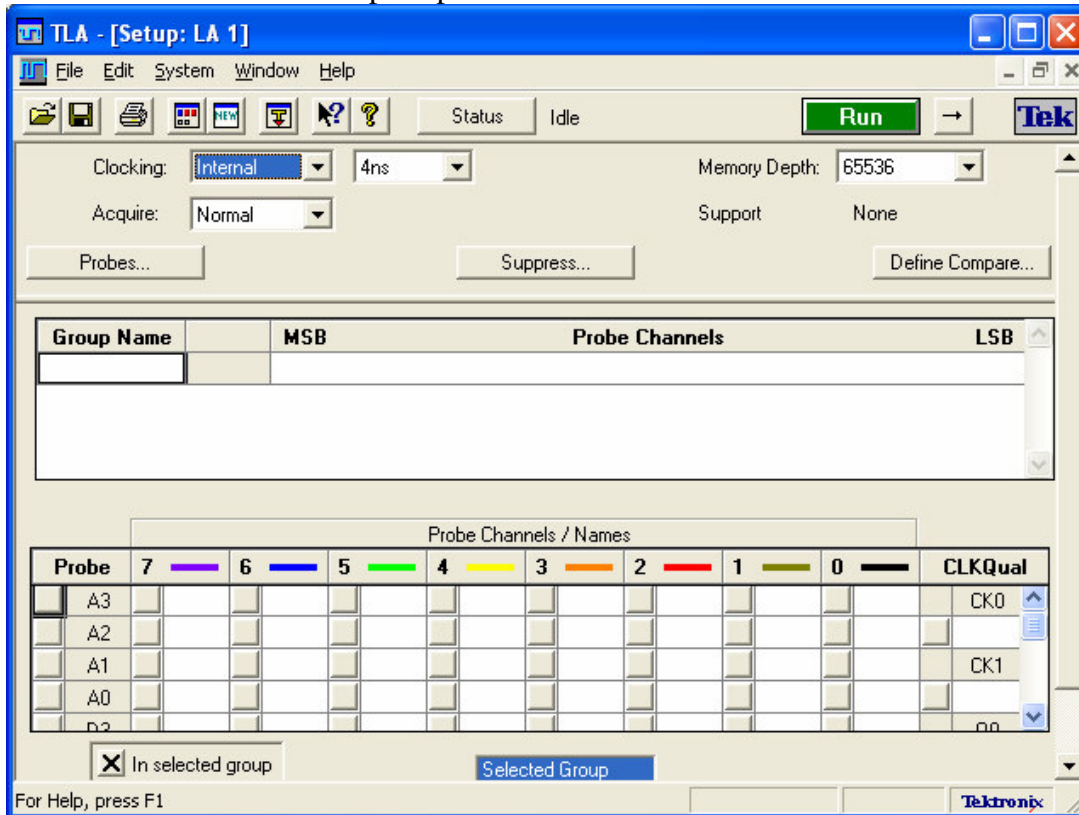 TLA - [Setup: LA 1]
File Edit System Window Help
NEW Status Idle Run → Tek
Clocking: Internal 4ns Memory Depth: 65536
Acquire: Normal Support None
Probes... Suppress... Define Compare...
Group Name MSB Probe Channels LSB
Probe Channels / Names
Probe 7 6 5 4 3 2 1 0 CLKQual
A3 CK0
A2
A1 CK1
A0
In selected group Selected Group
For Help, press F1 Tektronix